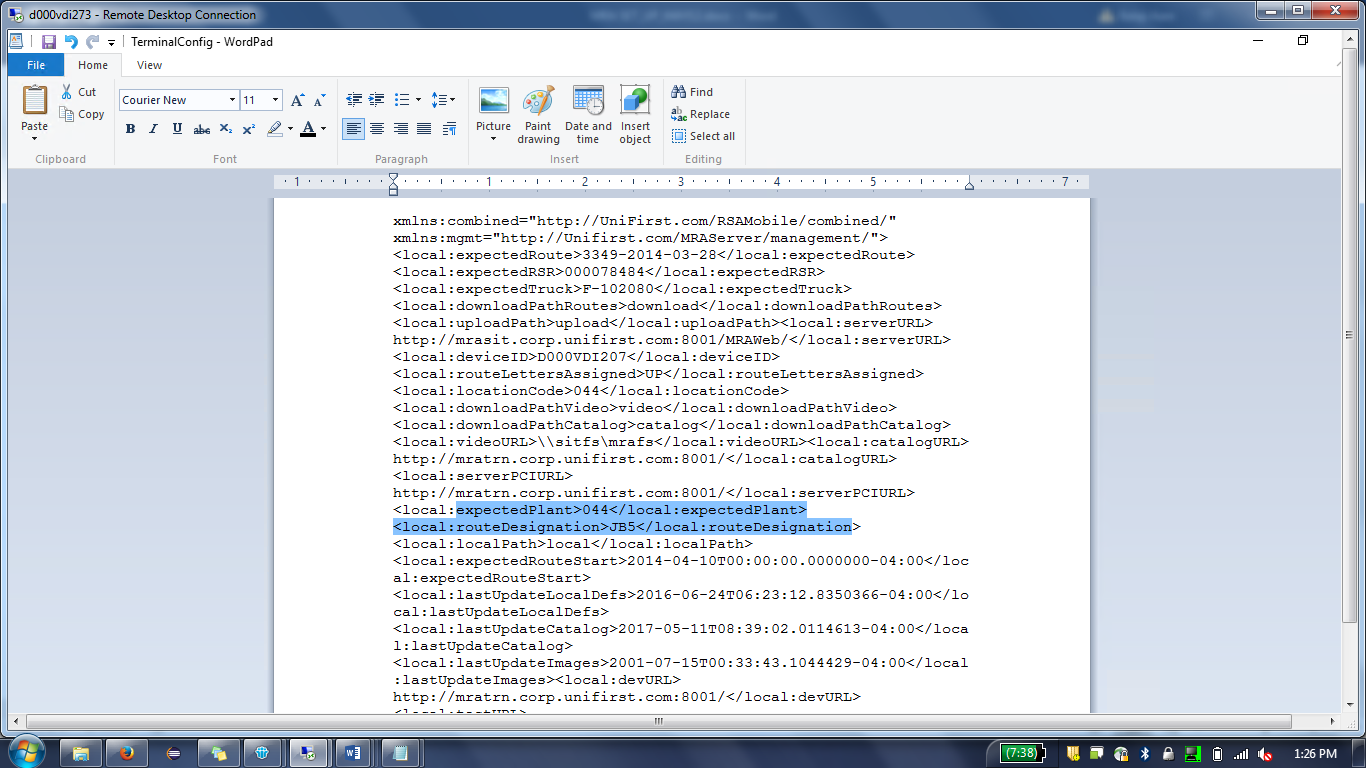 d000vdi273 - Remote Desktop Connection
TerminalConfig - WordPad
File Home View
Paste Cut Copy
Clipboard
Courier New 11
B I U abc X₂ X²
Font
Paragraph
Picture Paint drawing Date and time Insert object
Insert
Find
Replace
Select all
Editing
1 1 2 3 4 5 7
xmlns:combined="http://UniFirst.com/RSAMobile/combined/"
xmlns:mgmt="http://Unifirst.com/MRAServer/management/">
<local:expectedRoute>3349-2014-03-28</local:expectedRoute>
<local:expectedRSR>000078484</local:expectedRSR>
<local:expectedTruck>F-102080</local:expectedTruck>
<local:downloadPathRoutes>download</local:downloadPathRoutes>
<local:uploadPath>upload</local:uploadPath><local:serverURL>
http://mrasit.corp.unifirst.com:8001/MRAWeb/</local:serverURL>
<local:deviceID>D000VDI207</local:deviceID>
<local:routeLettersAssigned>UP</local:routeLettersAssigned>
<local:locationCode>044</local:locationCode>
<local:downloadPathVideo>video</local:downloadPathVideo>
<local:downloadPathCatalog>catalog</local:downloadPathCatalog>
<local:videoURL>\\sitfs\mrafs</local:videoURL><local:catalogURL>
http://mratrn.corp.unifirst.com:8001/</local:catalogURL>
<local:serverPCIURL>
http://mratrn.corp.unifirst.com:8001/</local:serverPCIURL>
<local:expectedPlant>044</local:expectedPlant>
<local:routeDesignation>JB5</local:routeDesignation>
<local:localPath>local</local:localPath>
<local:expectedRouteStart>2014-04-10T00:00:00.0000000-04:00</loc
al:expectedRouteStart>
<local:lastUpdateLocalDefs>2016-06-24T06:23:12.8350366-04:00</lo
cal:lastUpdateLocalDefs>
<local:lastUpdateCatalog>2017-05-11T08:39:02.0114613-04:00</loca
l:lastUpdateCatalog>
<local:lastUpdateImages>2001-07-15T00:33:43.1044429-04:00</local
:lastUpdateImages><local:devURL>
http://mratrn.corp.unifirst.com:8001/</local:devURL>
(7:38) 1:26 PM